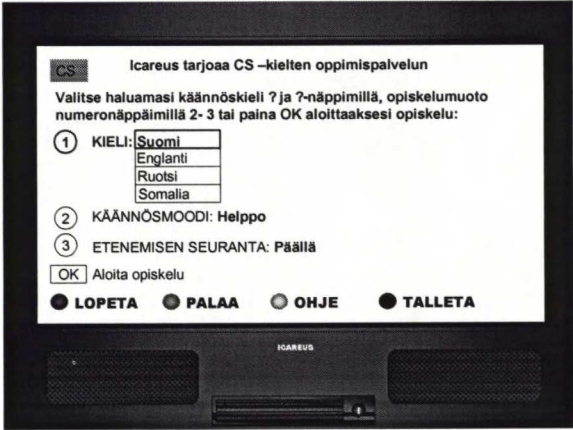 CS
Icareus tarjoaa CS –kielten oppimispalvelun
Valitse haluamasi käännöskieli ? ja ?-näppimillä, opiskelumuoto
numeronäppäimillä 2- 3 tai paina OK aloittaaksesi opiskelu:
1 KIELI: Suomi
Englanti
Ruotsi
Somalia
2 KÄÄNNÖSMOODI: Helppo
3 ETENEMISEN SEURANTA: Päällä
OK Aloita opiskelu
LOPETA PALAA OHJE TALLETA
ICAREUS